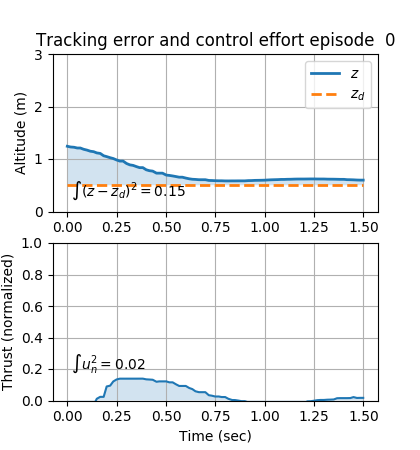 Tracking error and control effort episode 0
3
2
1
0
Altitude (m)
z
z_d
∫(z − z_d)² = 0.15
0.00 0.25 0.50 0.75 1.00 1.25 1.50
1.0
0.8
0.6
0.4
0.2
0.0
Thrust (normalized)
∫u_n² = 0.02
0.00 0.25 0.50 0.75 1.00 1.25 1.50
Time (sec)